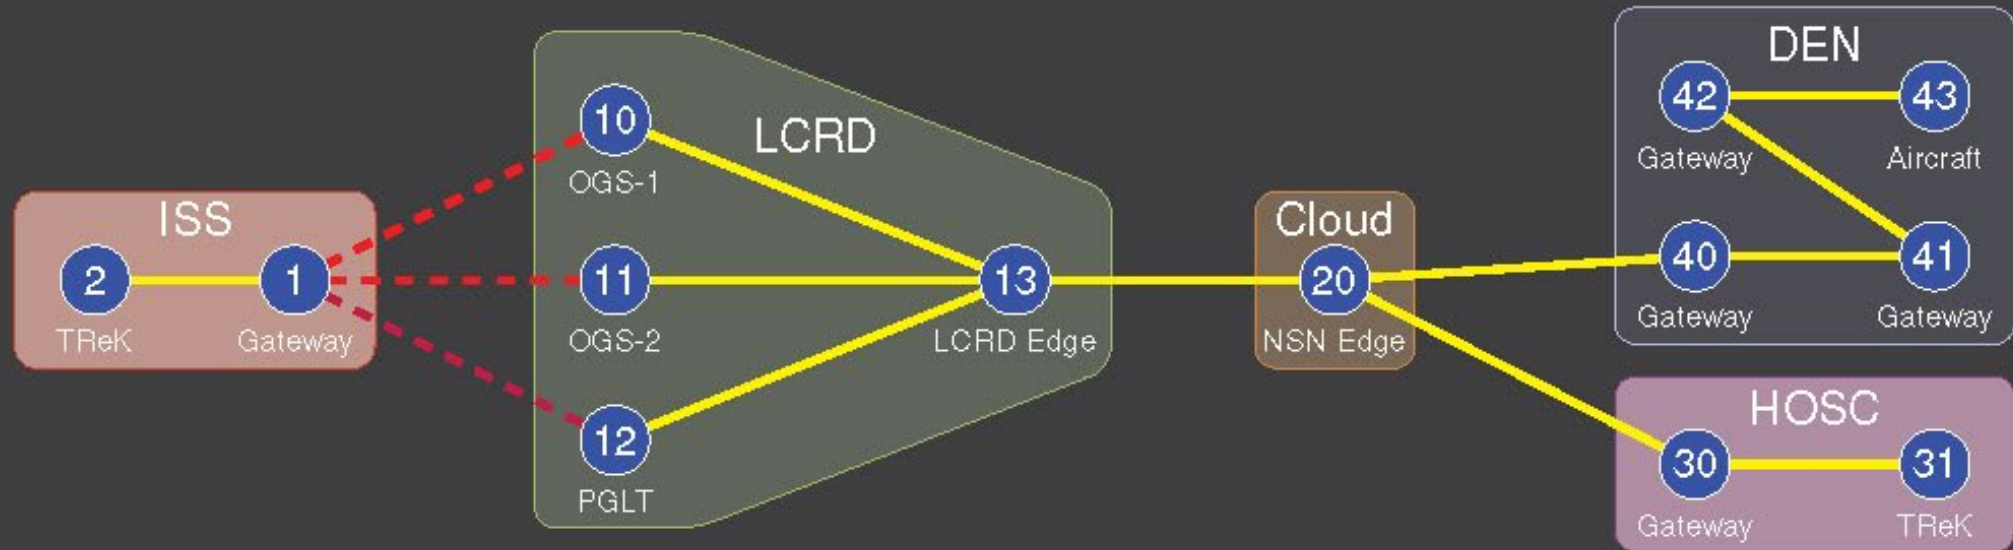 ISS
2
TReK
1
Gateway
LCRD
10
OGS-1
11
OGS-2
12
PGLT
13
LCRD Edge
Cloud
20
NSN Edge
DEN
42
Gateway
43
Aircraft
40
Gateway
41
Gateway
HOSC
30
Gateway
31
TReK